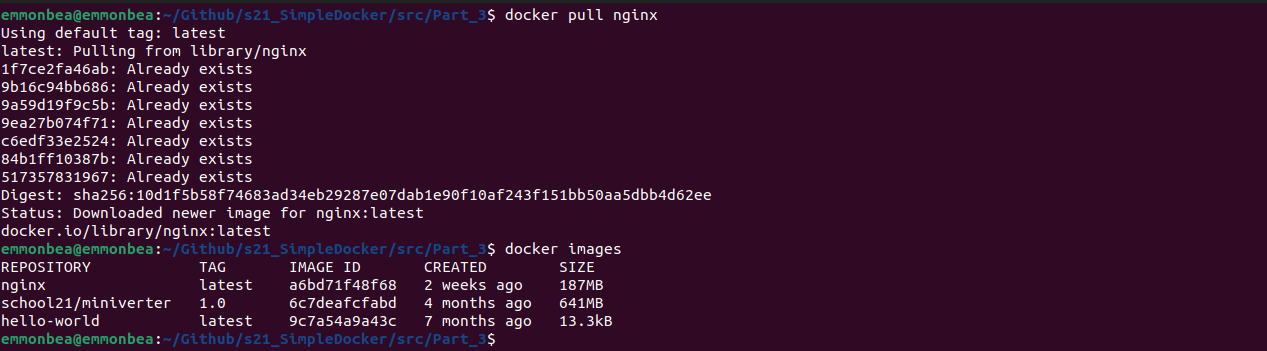 emmonbea@emmonbea:~/Github/s21_SimpleDocker/src/Part_3$ docker pull nginx
Using default tag: latest
latest: Pulling from library/nginx
1f7ce2fa46ab: Already exists
9b16c94bb686: Already exists
9a59d19f9c5b: Already exists
9ea27b074f71: Already exists
c6edf33e2524: Already exists
84b1ff10387b: Already exists
517357831967: Already exists
Digest: sha256:10d1f5b58f74683ad34eb29287e07dab1e90f10af243f151bb50aa5dbb4d62ee
Status: Downloaded newer image for nginx:latest
docker.io/library/nginx:latest
emmonbea@emmonbea:~/Github/s21_SimpleDocker/src/Part_3$ docker images
REPOSITORY            TAG       IMAGE ID       CREATED        SIZE
nginx                 latest    a6bd71f48f68   2 weeks ago    187MB
school21/miniverter   1.0       6c7deafcfabd   4 months ago   641MB
hello-world           latest    9c7a54a9a43c   7 months ago   13.3kB
emmonbea@emmonbea:~/Github/s21_SimpleDocker/src/Part_3$